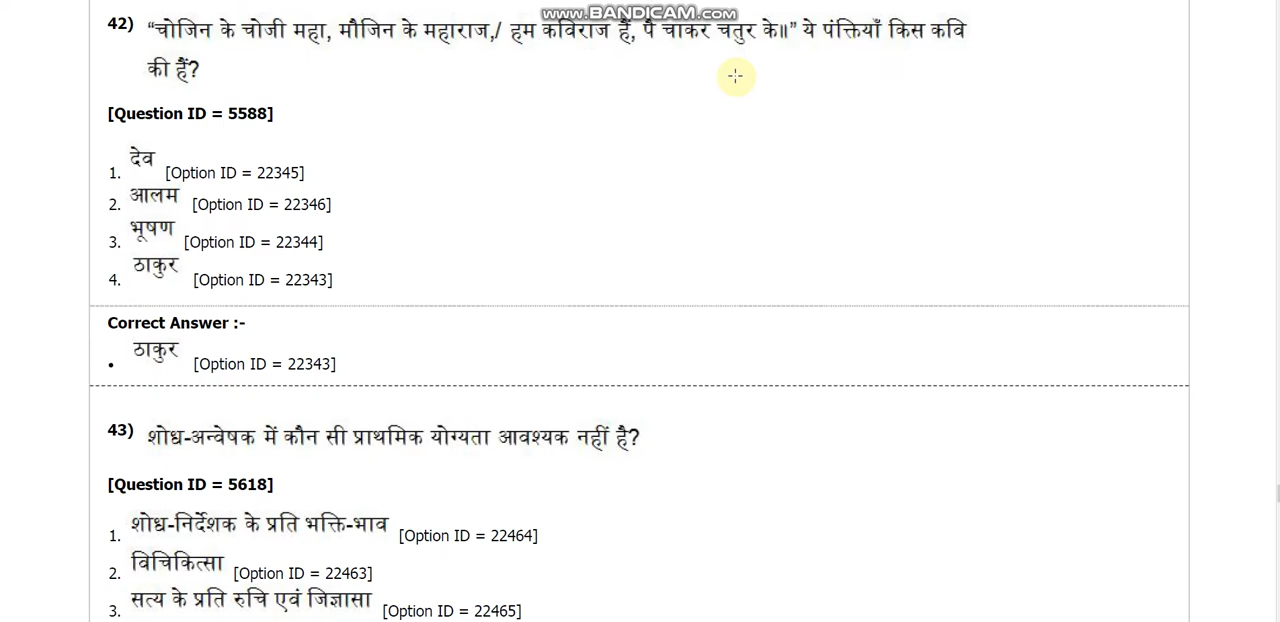 www.BANDICAM.com
42) “चोजिन के चोजी महा, मौजिन के महाराज,/ हम कविराज हैं, पै चाकर चतुर के॥” ये पंक्तियाँ किस कवि
की हैं?
[Question ID = 5588]
1. देव [Option ID = 22345]
2. आलम [Option ID = 22346]
3. भूषण [Option ID = 22344]
4. ठाकुर [Option ID = 22343]
Correct Answer :-
• ठाकुर [Option ID = 22343]
43) शोध-अन्वेषक में कौन सी प्राथमिक योग्यता आवश्यक नहीं है?
[Question ID = 5618]
1. शोध-निर्देशक के प्रति भक्ति-भाव [Option ID = 22464]
2. विचिकित्सा [Option ID = 22463]
3. सत्य के प्रति रुचि एवं जिज्ञासा [Option ID = 22465]